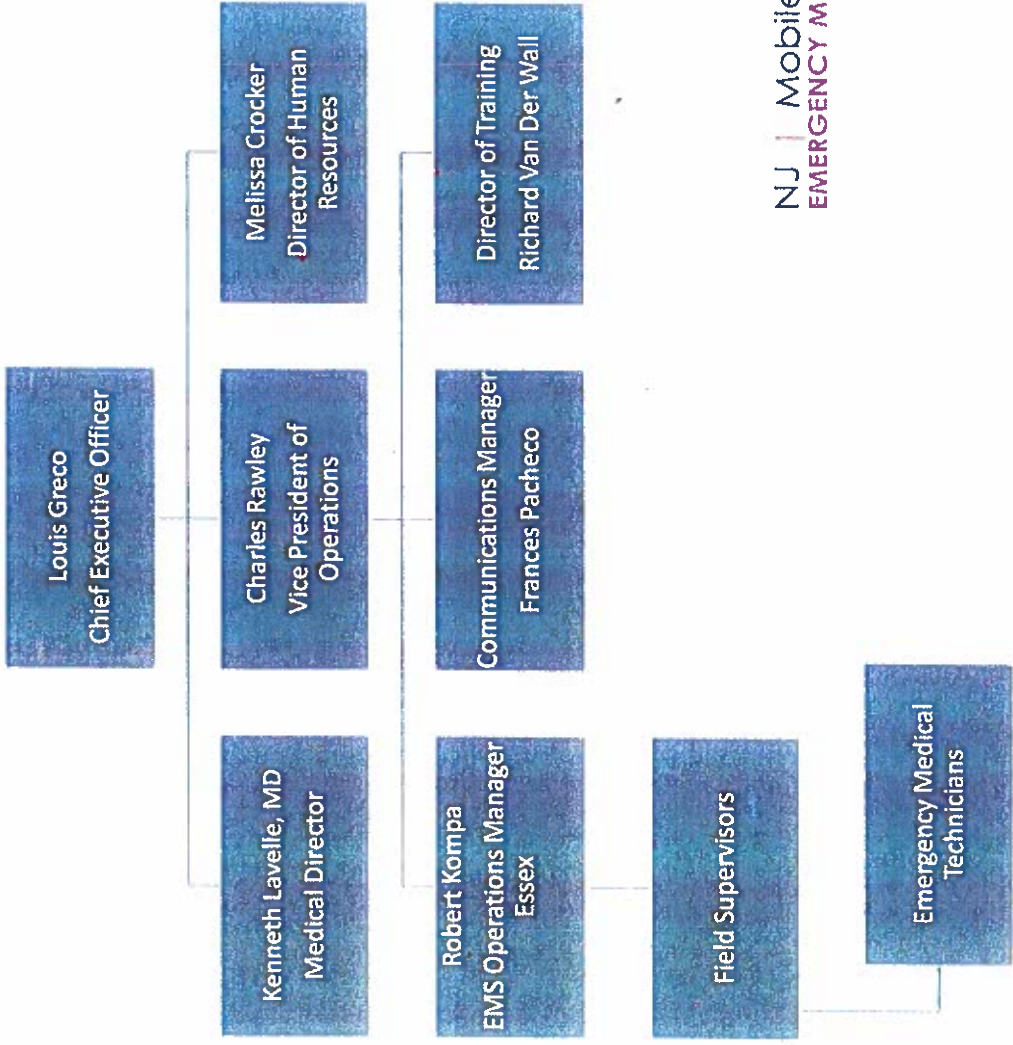 Louis Greco
Chief Executive Officer
Kenneth Lavelle, MD
Medical Director
Charles Rawley
Vice President of
Operations
Melissa Crocker
Director of Human
Resources
Robert Kompa
EMS Operations Manager
Essex
Communications Manager
Frances Pacheco
Director of Training
Richard Van Der Wall
Field Supervisors
Emergency Medical
Technicians
NJ | Mobile
EMERGENCY M